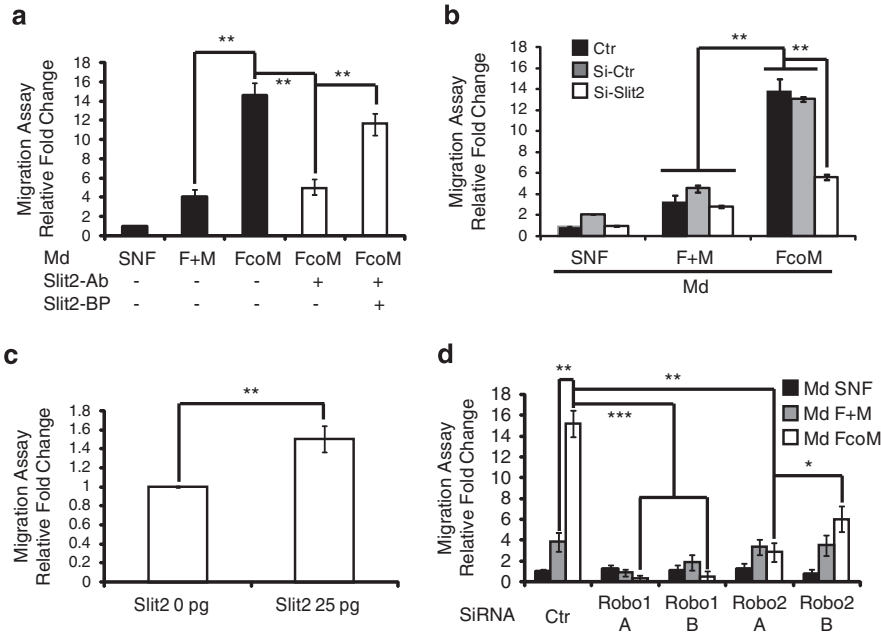 a
Migration Assay
Relative Fold Change
18
16
14
12
10
8
6
4
2
0
**
**
**
Md SNF F+M FcoM FcoM FcoM
Slit2-Ab - - - + +
Slit2-BP - - - - +
b
Migration Assay
Relative Fold Change
18
16
14
12
10
8
6
4
2
0
Ctr
Si-Ctr
Si-Slit2
**
**
SNF F+M FcoM
Md
c
Migration Assay
Relative Fold Change
1.8
1.6
1.4
1.2
1
0.8
0.6
0.4
0.2
0
**
Slit2 0 pg Slit2 25 pg
d
Migration Assay
Relative Fold Change
18
16
14
12
10
8
6
4
2
0
**
**
***
*
Md SNF
Md F+M
Md FcoM
SiRNA Ctr Robo1 Robo1 Robo2 Robo2
A B A B